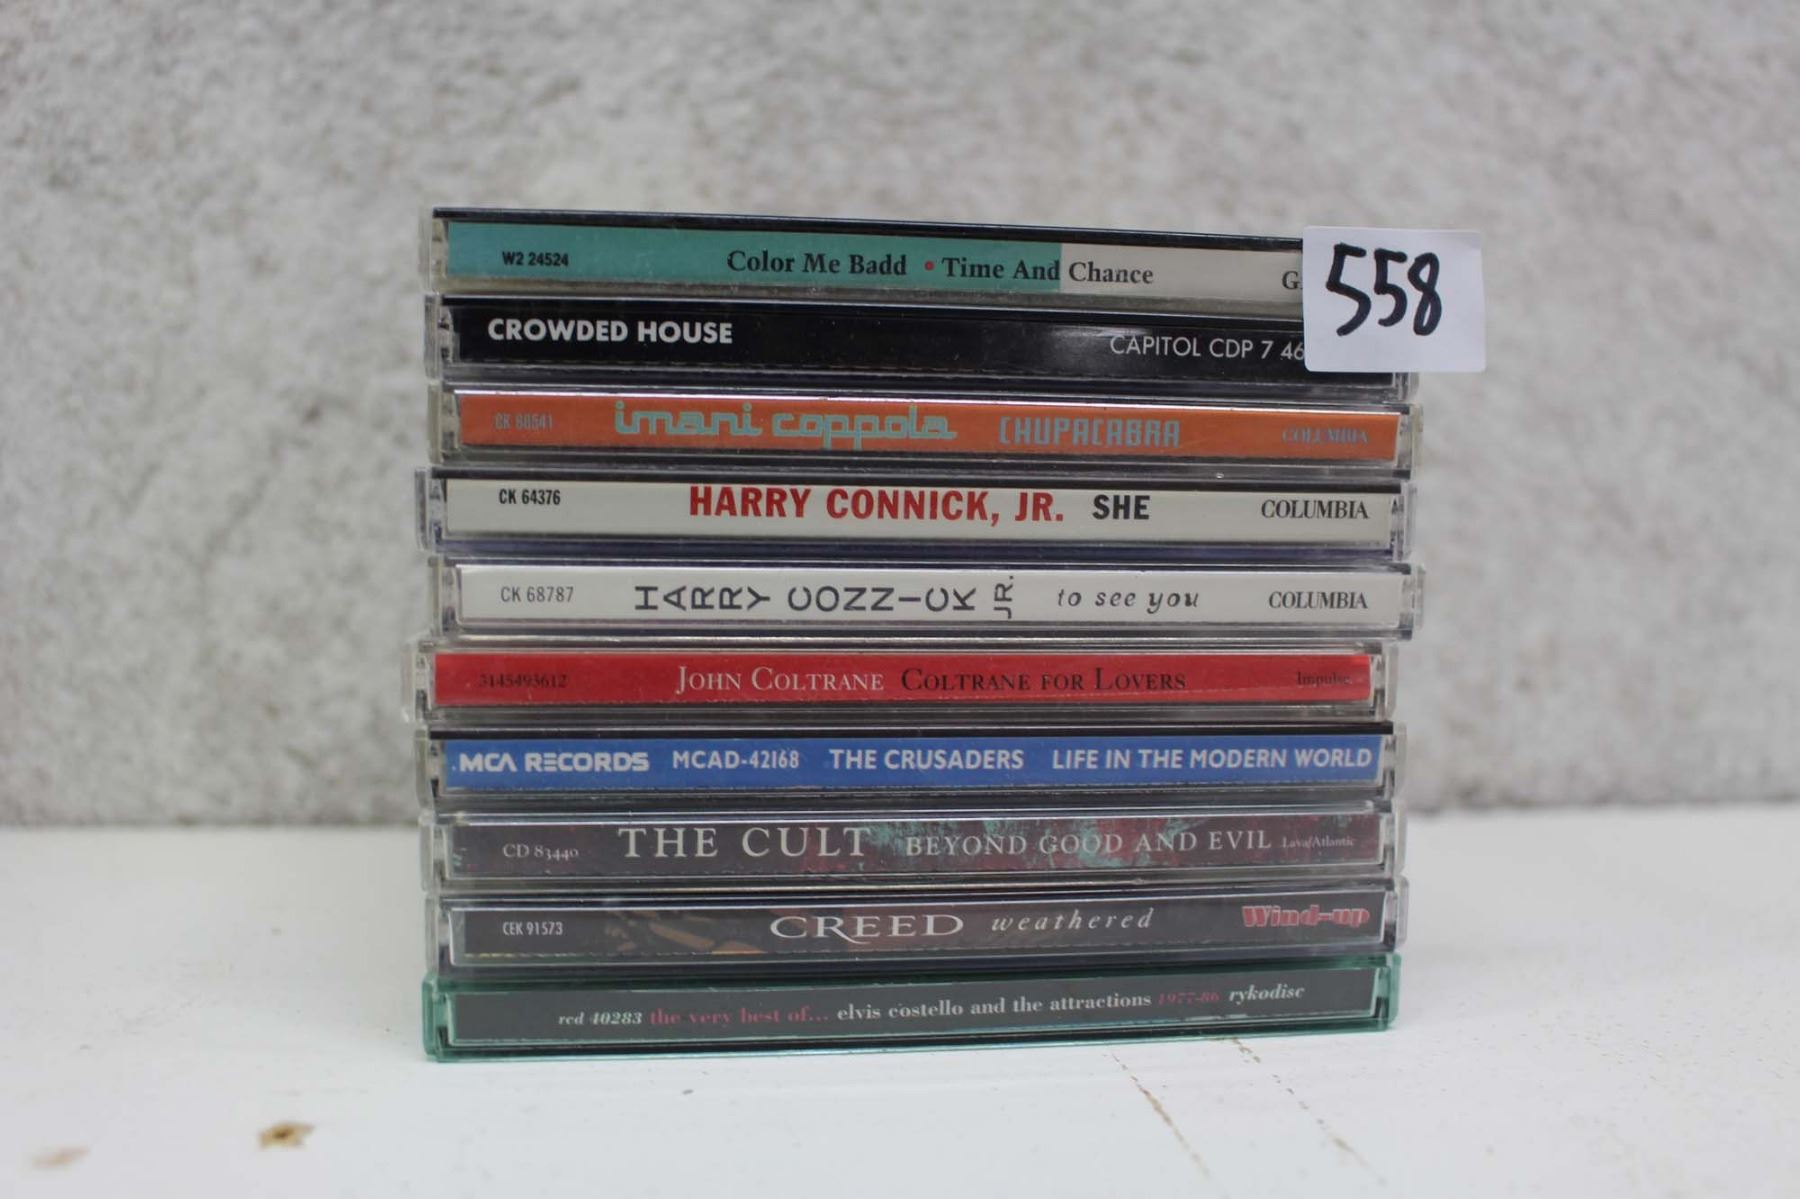 W2 24524 Color Me Badd • Time And Chance
558
CROWDED HOUSE CAPITOL CDP 7 46
CK 68541 imani coppola CHUPACABRA COLUMBIA
CK 64376 HARRY CONNICK, JR. SHE COLUMBIA
CK 68787 HARRY CONNICK JR. to see you COLUMBIA
3145493612 JOHN COLTRANE COLTRANE FOR LOVERS Impulse
MCA RECORDS MCAD-42168 THE CRUSADERS LIFE IN THE MODERN WORLD
CD 83440 THE CULT BEYOND GOOD AND EVIL Lava/Atlantic
CEK 91573 CREED weathered Wind-up
rcd 40283 the very best of... elvis costello and the attractions 1977-86 rykodisc